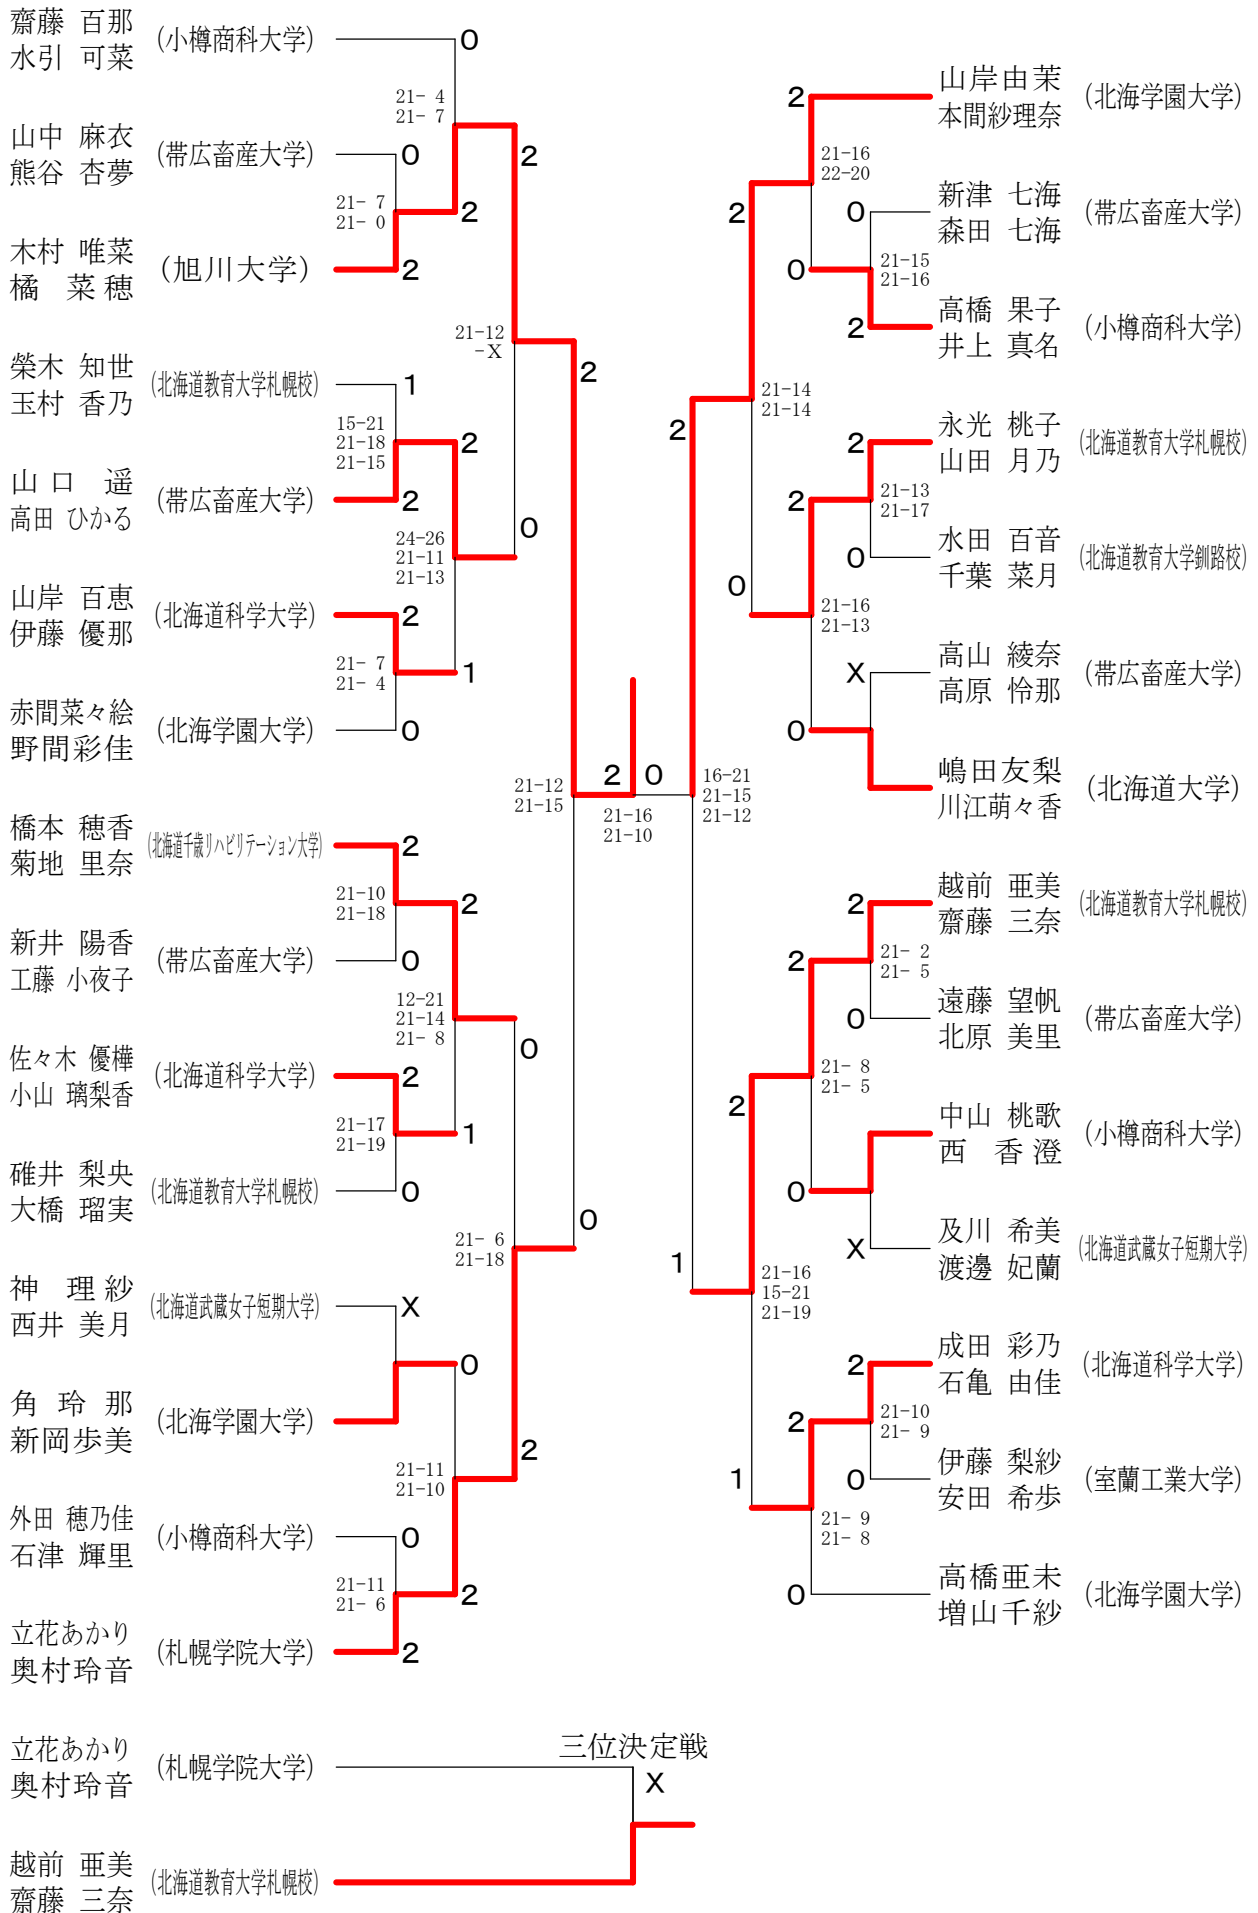 齋藤 百那
水引 可菜
(小樽商科大学)
0
21- 4
21- 7
山中 麻衣
熊谷 杏夢
(帯広畜産大学)
0
2
21- 7
21- 0
2
木村 唯菜
橘 菜穂
(旭川大学)
2
21-12
-X
2
榮木 知世
玉村 香乃
(北海道教育大学札幌校)
1
15-21
21-18
21-15
2
山口 遥
高田 ひかる
(帯広畜産大学)
2
0
24-26
21-11
21-13
山岸 百恵
伊藤 優那
(北海道科学大学)
2
21- 7
21- 4
1
赤間菜々絵
野間彩佳
(北海学園大学)
0
21-12
21-15
2
0
21-16
21-10
橋本 穂香
菊地 里奈
(北海道千歳リハビリテーション大学)
2
21-10
21-18
2
新井 陽香
工藤 小夜子
(帯広畜産大学)
0
12-21
21-14
21- 8
0
佐々木 優樺
小山 璃梨香
(北海道科学大学)
2
21-17
21-19
1
碓井 梨央
大橋 瑠実
(北海道教育大学札幌校)
0
0
21- 6
21-18
神 理紗
西井 美月
(北海道武蔵女子短期大学)
X
0
角 玲那
新岡歩美
(北海学園大学)
2
21-11
21-10
外田 穂乃佳
石津 輝里
(小樽商科大学)
0
21-11
21- 6
2
立花あかり
奥村玲音
(札幌学院大学)
2
2
山岸由茉
本間紗理奈
(北海学園大学)
21-16
22-20
2
0
新津 七海
森田 七海
(帯広畜産大学)
0
21-15
21-16
2
高橋 果子
井上 真名
(小樽商科大学)
21-14
21-14
2
2
永光 桃子
山田 月乃
(北海道教育大学札幌校)
2
21-13
21-17
0
水田 百音
千葉 菜月
(北海道教育大学釧路校)
0
21-16
21-13
X
高山 綾奈
高原 怜那
(帯広畜産大学)
0
嶋田友梨
川江萌々香
(北海道大学)
16-21
21-15
21-12
2
越前 亜美
齋藤 三奈
(北海道教育大学札幌校)
2
21- 2
21- 5
0
遠藤 望帆
北原 美里
(帯広畜産大学)
2
21- 8
21- 5
中山 桃歌
西 香澄
(小樽商科大学)
0
X
及川 希美
渡邊 妃蘭
(北海道武蔵女子短期大学)
1
21-16
15-21
21-19
2
成田 彩乃
石亀 由佳
(北海道科学大学)
2
21-10
21- 9
1
0
伊藤 梨紗
安田 希歩
(室蘭工業大学)
21- 9
21- 8
0
高橋亜未
増山千紗
(北海学園大学)
三位決定戦
立花あかり
奥村玲音
(札幌学院大学)
X
越前 亜美
齋藤 三奈
(北海道教育大学札幌校)